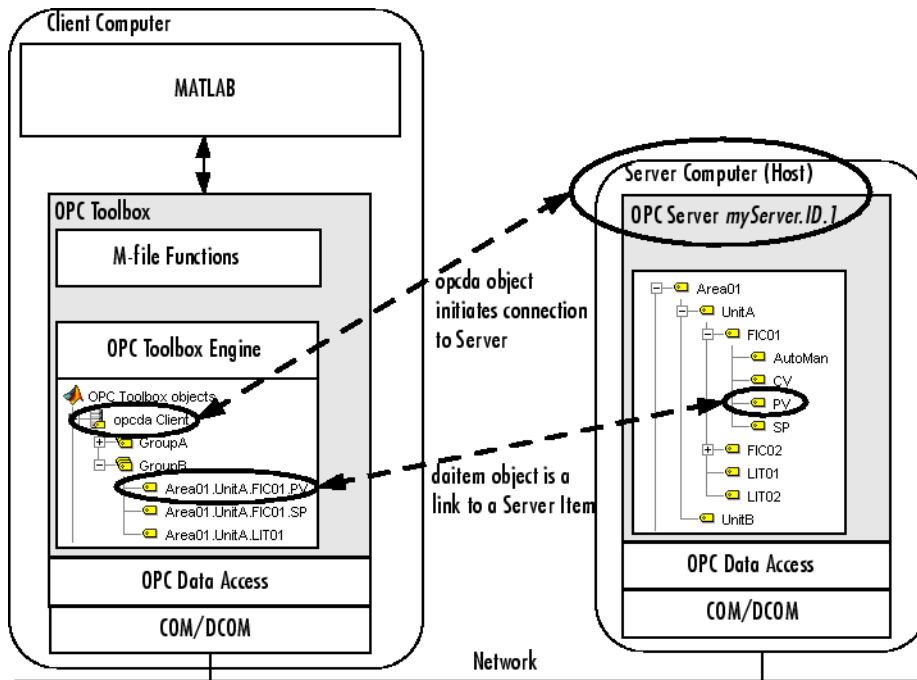 Client Computer
MATLAB
OPC Toolbox
M-file Functions
OPC Toolbox Engine
OPC Toolbox objects
opcda Client
GroupA
GroupB
Area01.UnitA.FIC01.PV
Area01.UnitA.FIC01.SP
Area01.UnitA.LIT01
OPC Data Access
COM/DCOM
opcda object
initiates connection
to Server
daitem object is a
link to a Server Item
Server Computer (Host)
OPC Server myServer.ID.1
Area01
UnitA
FIC01
AutoMan
CV
PV
SP
FIC02
LIT01
LIT02
UnitB
OPC Data Access
COM/DCOM
Network